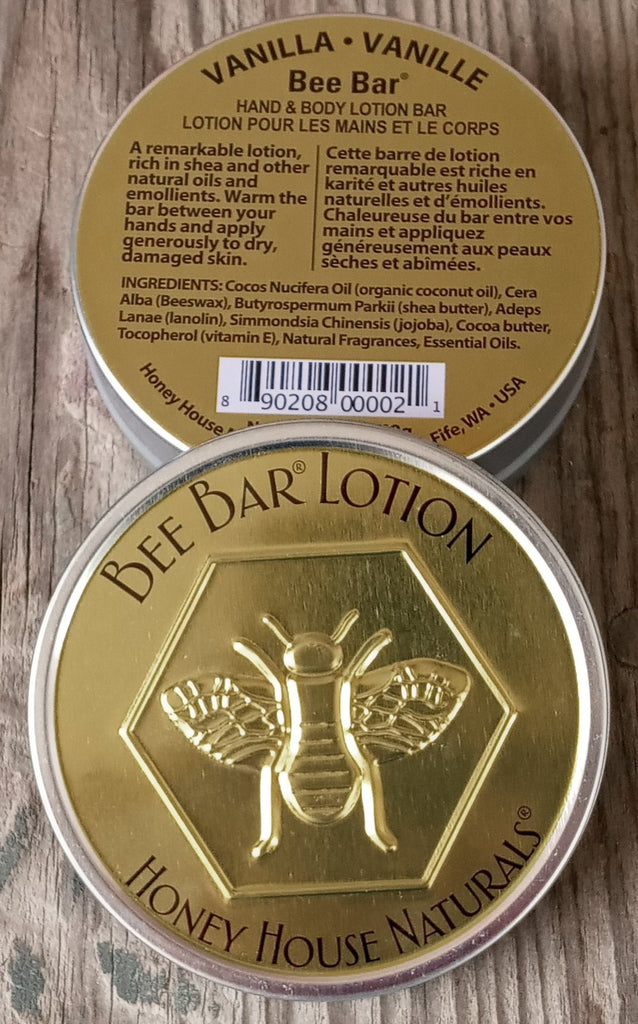 VANILLA • VANILLE
Bee Bar®
HAND & BODY LOTION BAR
LOTION POUR LES MAINS ET LE CORPS
A remarkable lotion,
rich in shea and other
natural oils and
emollients. Warm the
bar between your
hands and apply
generously to dry,
damaged skin.
Cette barre de lotion
remarquable est riche en
karité et autres huiles
naturelles et d'émollients.
Chaleureuse du bar entre vos
mains et appliquez
généreusement aux peaux
sèches et abîmées.
INGREDIENTS: Cocos Nucifera Oil (organic coconut oil), Cera
Alba (Beeswax), Butyrospermum Parkii (shea butter), Adeps
Lanae (lanolin), Simmondsia Chinensis (jojoba), Cocoa butter,
Tocopherol (vitamin E), Natural Fragrances, Essential Oils.
8 90208 00002 1
Honey House Fife, WA • USA
BEE BAR® LOTION
HONEY HOUSE NATURALS®